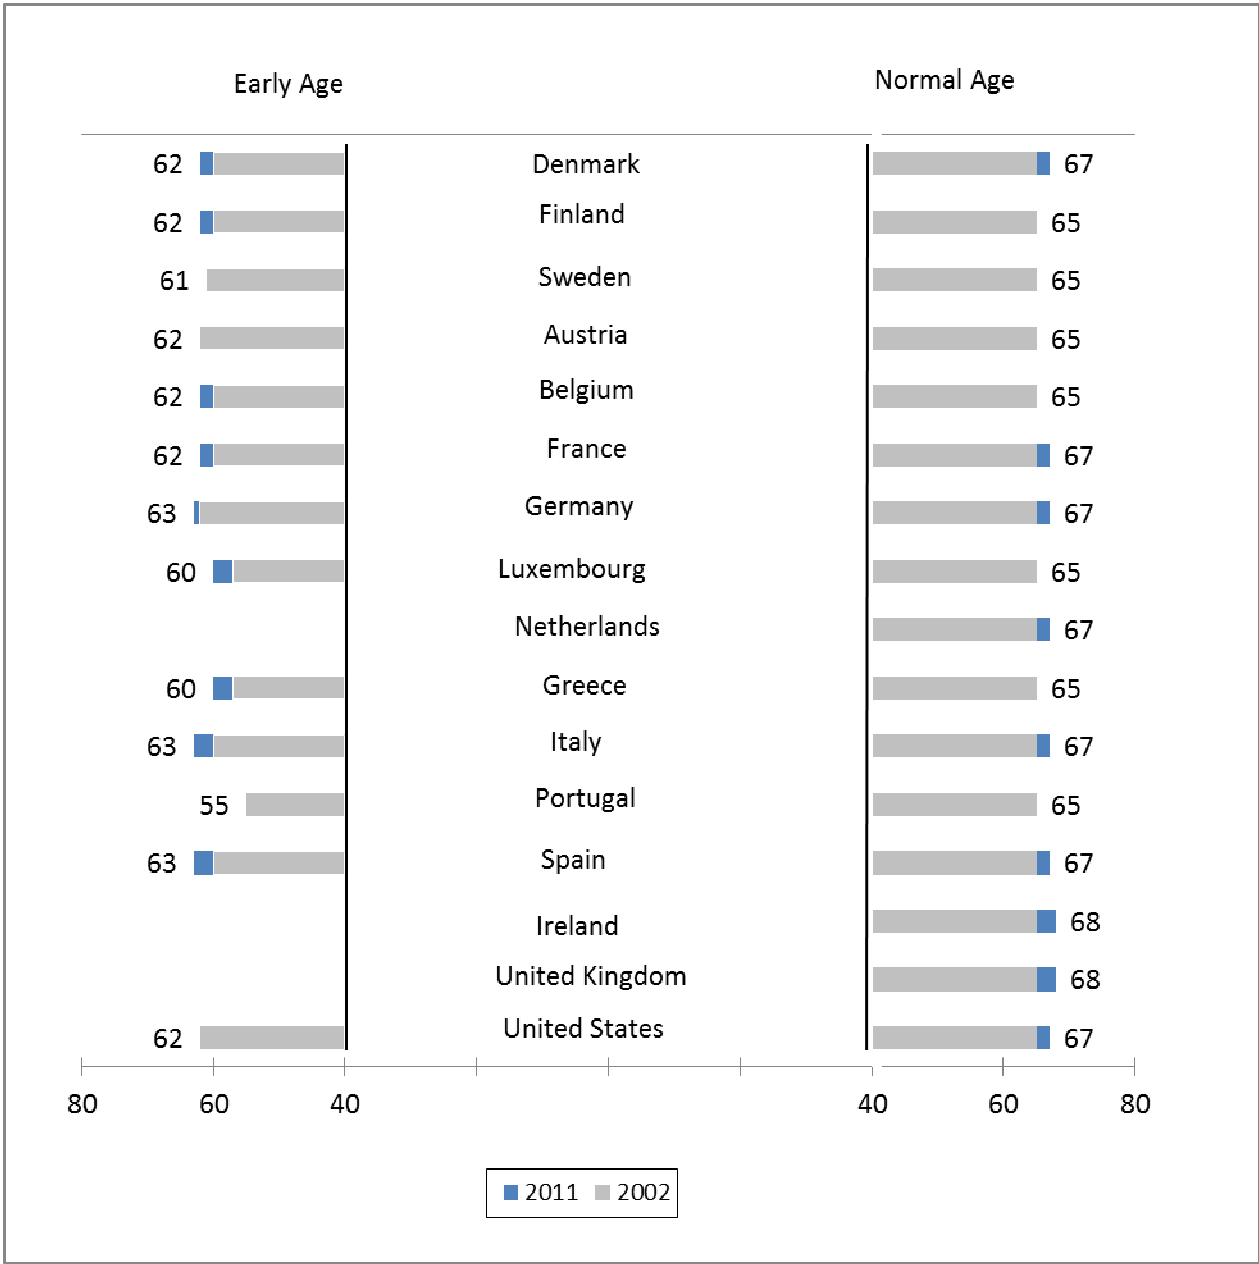 Early Age Normal Age
62 Denmark 67
62 Finland 65
61 Sweden 65
62 Austria 65
62 Belgium 65
62 France 67
63 Germany 67
60 Luxembourg 65
Netherlands 67
60 Greece 65
63 Italy 67
55 Portugal 65
63 Spain 67
Ireland 68
United Kingdom 68
62 United States 67
80 60 40 40 60 80
2011 2002